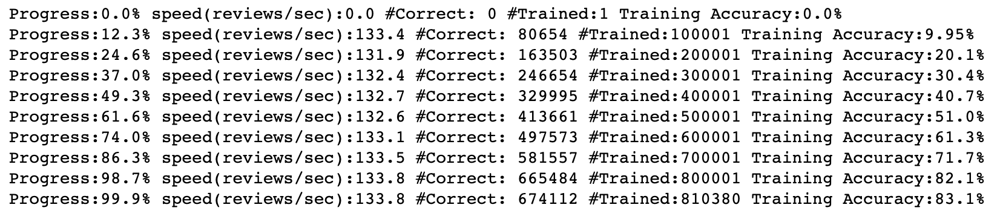 Progress:0.0% speed(reviews/sec):0.0 #Correct: 0 #Trained:1 Training Accuracy:0.0%
Progress:12.3% speed(reviews/sec):133.4 #Correct: 80654 #Trained:100001 Training Accuracy:9.95%
Progress:24.6% speed(reviews/sec):131.9 #Correct: 163503 #Trained:200001 Training Accuracy:20.1%
Progress:37.0% speed(reviews/sec):132.4 #Correct: 246654 #Trained:300001 Training Accuracy:30.4%
Progress:49.3% speed(reviews/sec):132.7 #Correct: 329995 #Trained:400001 Training Accuracy:40.7%
Progress:61.6% speed(reviews/sec):132.6 #Correct: 413661 #Trained:500001 Training Accuracy:51.0%
Progress:74.0% speed(reviews/sec):133.1 #Correct: 497573 #Trained:600001 Training Accuracy:61.3%
Progress:86.3% speed(reviews/sec):133.5 #Correct: 581557 #Trained:700001 Training Accuracy:71.7%
Progress:98.7% speed(reviews/sec):133.8 #Correct: 665484 #Trained:800001 Training Accuracy:82.1%
Progress:99.9% speed(reviews/sec):133.8 #Correct: 674112 #Trained:810380 Training Accuracy:83.1%